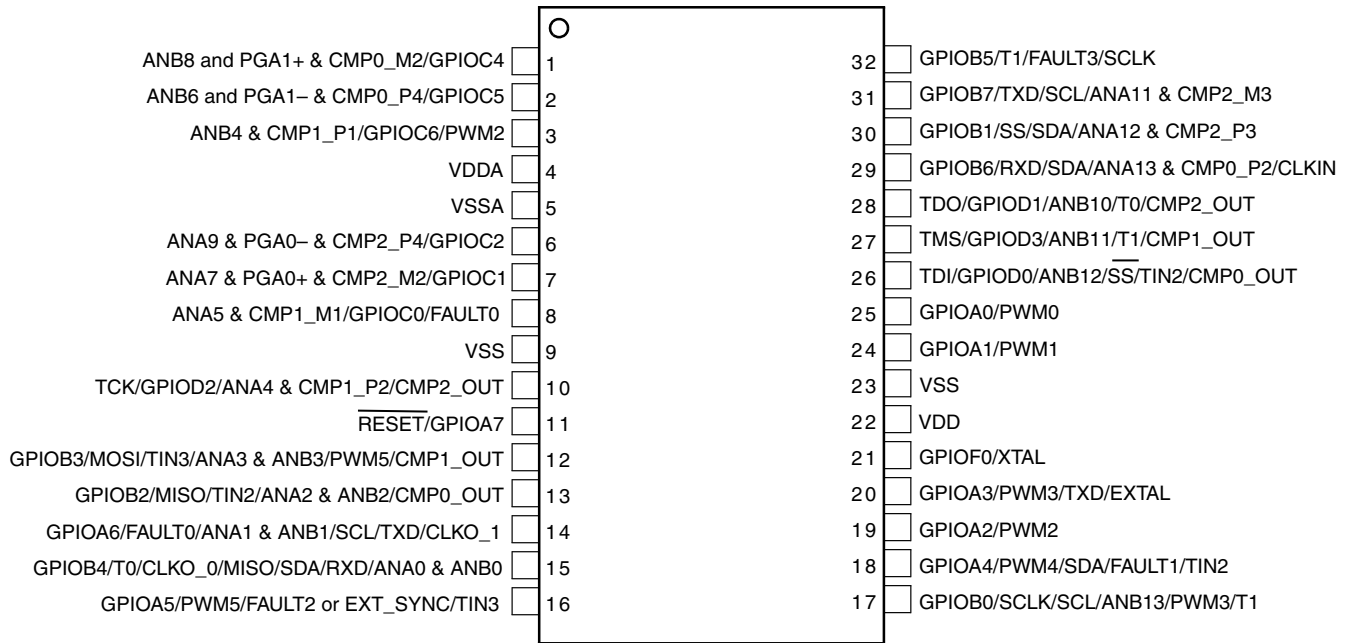 ANB8 and PGA1+ & CMP0_M2/GPIOC4 1
ANB6 and PGA1– & CMP0_P4/GPIOC5 2
ANB4 & CMP1_P1/GPIOC6/PWM2 3
VDDA 4
VSSA 5
ANA9 & PGA0– & CMP2_P4/GPIOC2 6
ANA7 & PGA0+ & CMP2_M2/GPIOC1 7
ANA5 & CMP1_M1/GPIOC0/FAULT0 8
VSS 9
TCK/GPIOD2/ANA4 & CMP1_P2/CMP2_OUT 10
RESET/GPIOA7 11
GPIOB3/MOSI/TIN3/ANA3 & ANB3/PWM5/CMP1_OUT 12
GPIOB2/MISO/TIN2/ANA2 & ANB2/CMP0_OUT 13
GPIOA6/FAULT0/ANA1 & ANB1/SCL/TXD/CLKO_1 14
GPIOB4/T0/CLKO_0/MISO/SDA/RXD/ANA0 & ANB0 15
GPIOA5/PWM5/FAULT2 or EXT_SYNC/TIN3 16
32 GPIOB5/T1/FAULT3/SCLK
31 GPIOB7/TXD/SCL/ANA11 & CMP2_M3
30 GPIOB1/SS/SDA/ANA12 & CMP2_P3
29 GPIOB6/RXD/SDA/ANA13 & CMP0_P2/CLKIN
28 TDO/GPIOD1/ANB10/T0/CMP2_OUT
27 TMS/GPIOD3/ANB11/T1/CMP1_OUT
26 TDI/GPIOD0/ANB12/SS/TIN2/CMP0_OUT
25 GPIOA0/PWM0
24 GPIOA1/PWM1
23 VSS
22 VDD
21 GPIOF0/XTAL
20 GPIOA3/PWM3/TXD/EXTAL
19 GPIOA2/PWM2
18 GPIOA4/PWM4/SDA/FAULT1/TIN2
17 GPIOB0/SCLK/SCL/ANB13/PWM3/T1